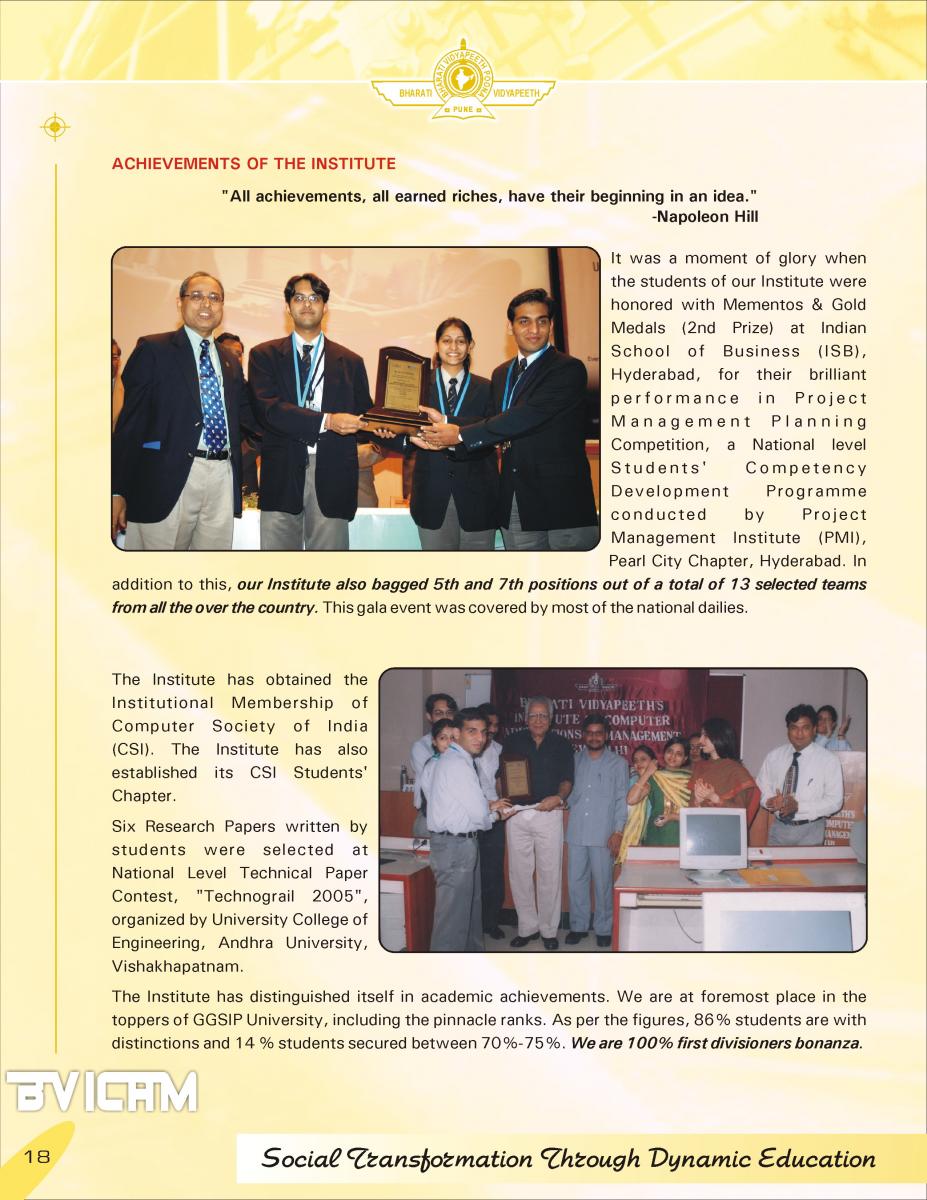 BHARATI VIDYAPEETH POONA
BHARATI VIDYAPEETH
PUNE
ACHIEVEMENTS OF THE INSTITUTE
"All achievements, all earned riches, have their beginning in an idea."
-Napoleon Hill
It was a moment of glory when
the students of our Institute were
honored with Mementos & Gold
Medals (2nd Prize) at Indian
School of Business (ISB),
Hyderabad, for their brilliant
performance in Project
Management Planning
Competition, a National level
Students' Competency
Development Programme
conducted by Project
Management Institute (PMI),
Pearl City Chapter, Hyderabad. In
addition to this, our Institute also bagged 5th and 7th positions out of a total of 13 selected teams
from all the over the country. This gala event was covered by most of the national dailies.
The Institute has obtained the
Institutional Membership of
Computer Society of India
(CSI). The Institute has also
established its CSI Students'
Chapter.
Six Research Papers written by
students were selected at
National Level Technical Paper
Contest, "Technograil 2005",
organized by University College of
Engineering, Andhra University,
Vishakhapatnam.
VIDYAPEETH'S
COMPUTER
MANAGEMENT
The Institute has distinguished itself in academic achievements. We are at foremost place in the
toppers of GGSIP University, including the pinnacle ranks. As per the figures, 86% students are with
distinctions and 14 % students secured between 70%-75%. We are 100% first divisioners bonanza.
BVICAM
18
Social Transformation Through Dynamic Education